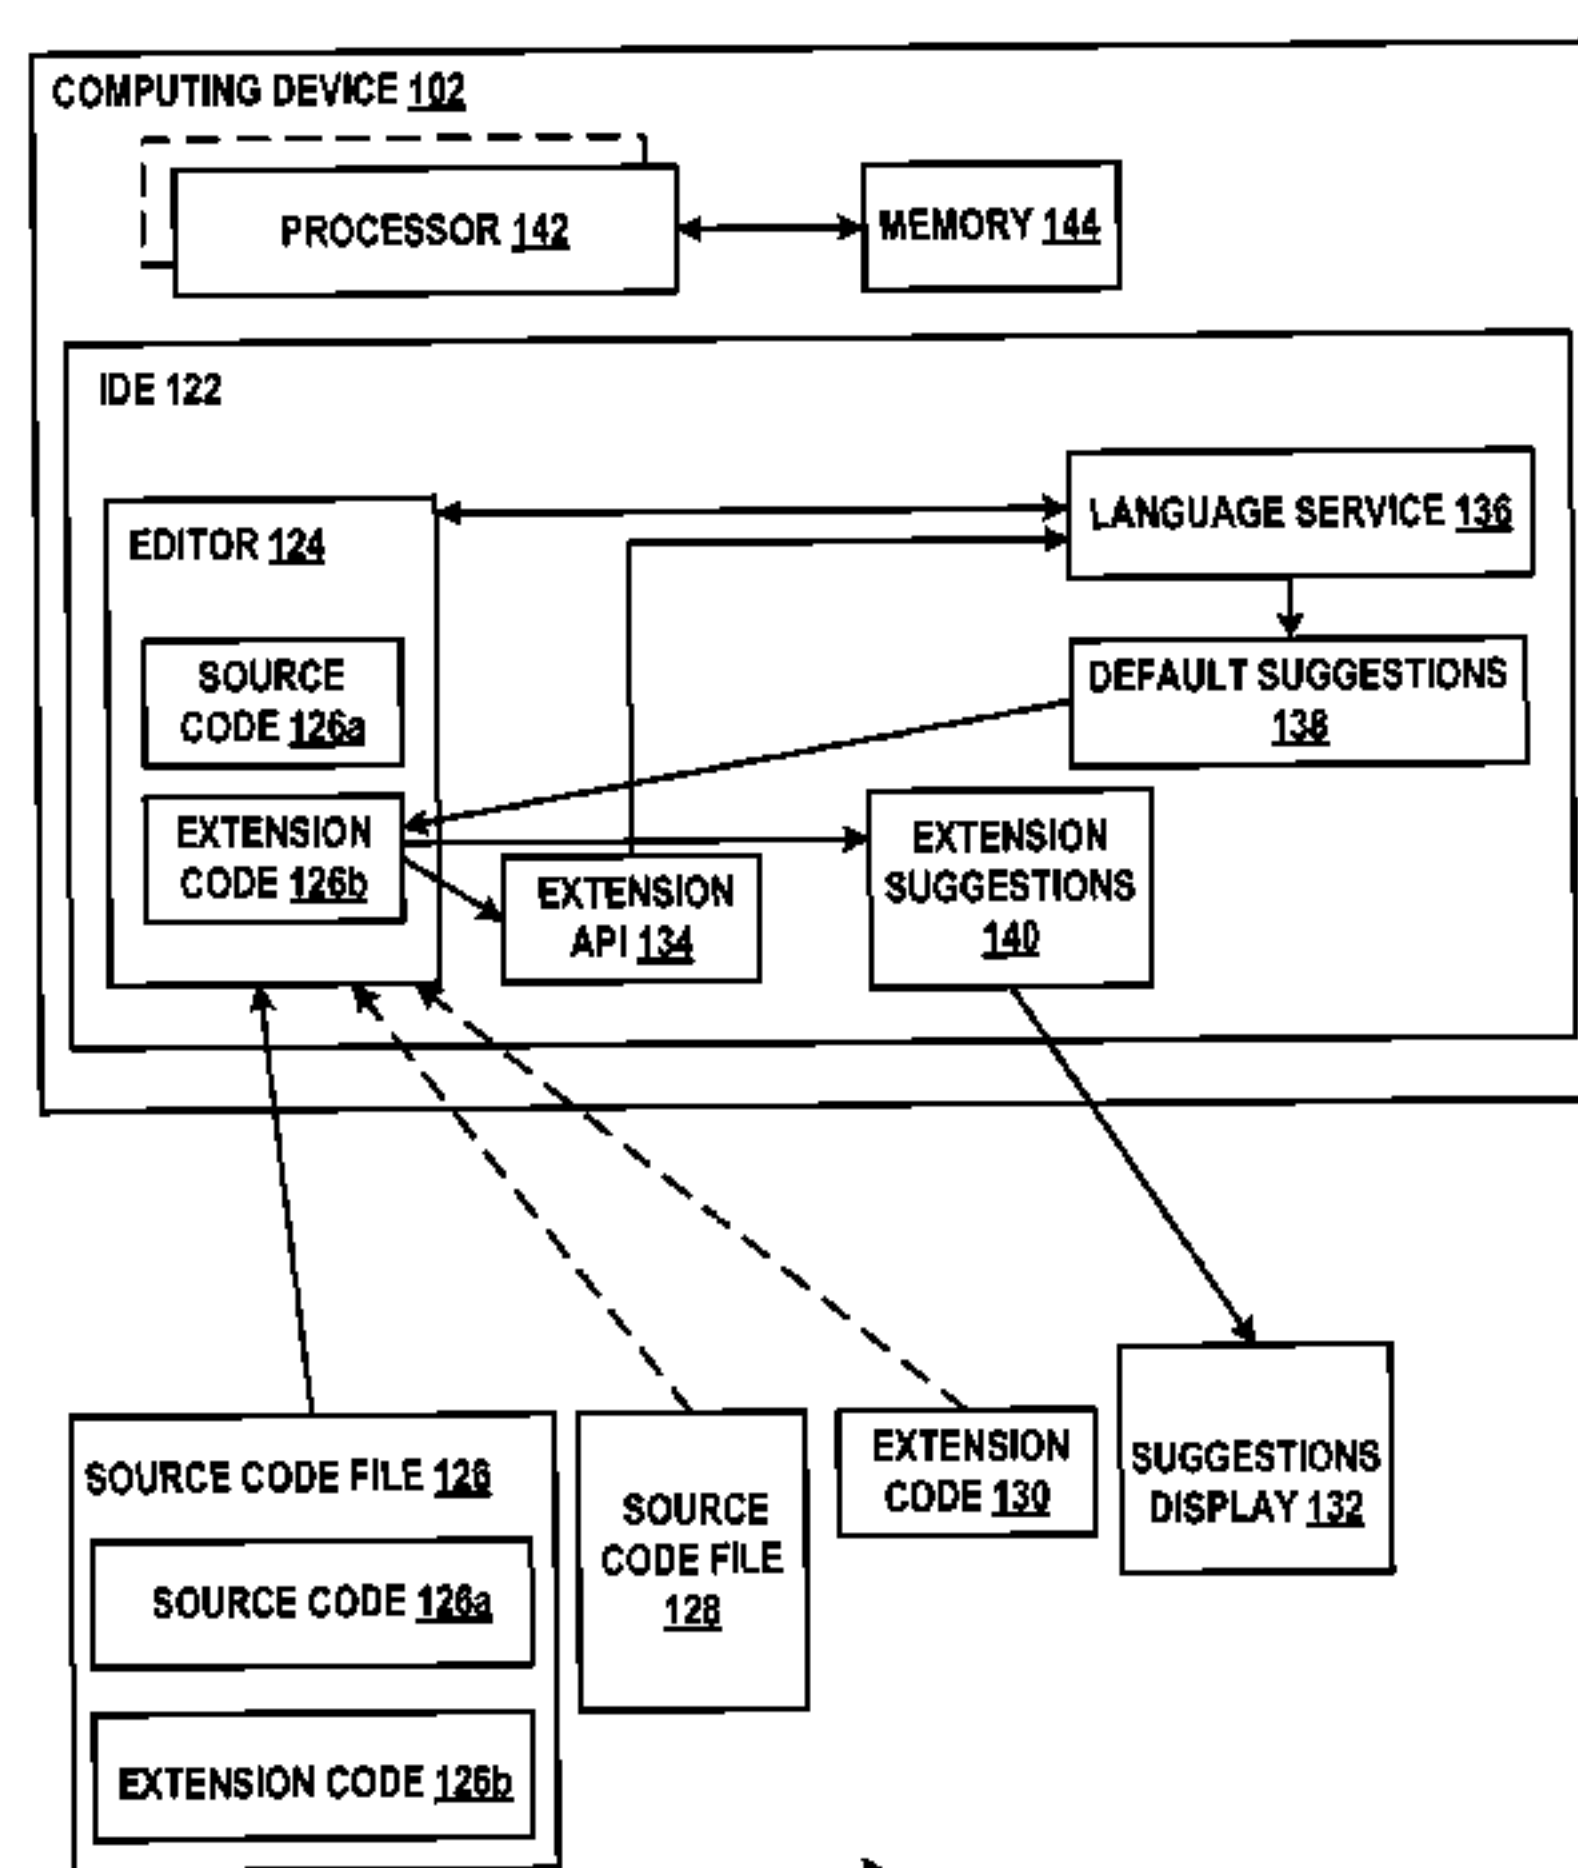 COMPUTING DEVICE 102
PROCESSOR 142
MEMORY 144
IDE 122
LANGUAGE SERVICE 136
EDITOR 124
SOURCE
CODE 126a
DEFAULT SUGGESTIONS
138
EXTENSION
CODE 126b
EXTENSION
API 134
EXTENSION
SUGGESTIONS
140
SOURCE CODE FILE 126
SOURCE CODE 126a
EXTENSION CODE 126b
SOURCE
CODE FILE
128
EXTENSION
CODE 130
SUGGESTIONS
DISPLAY 132